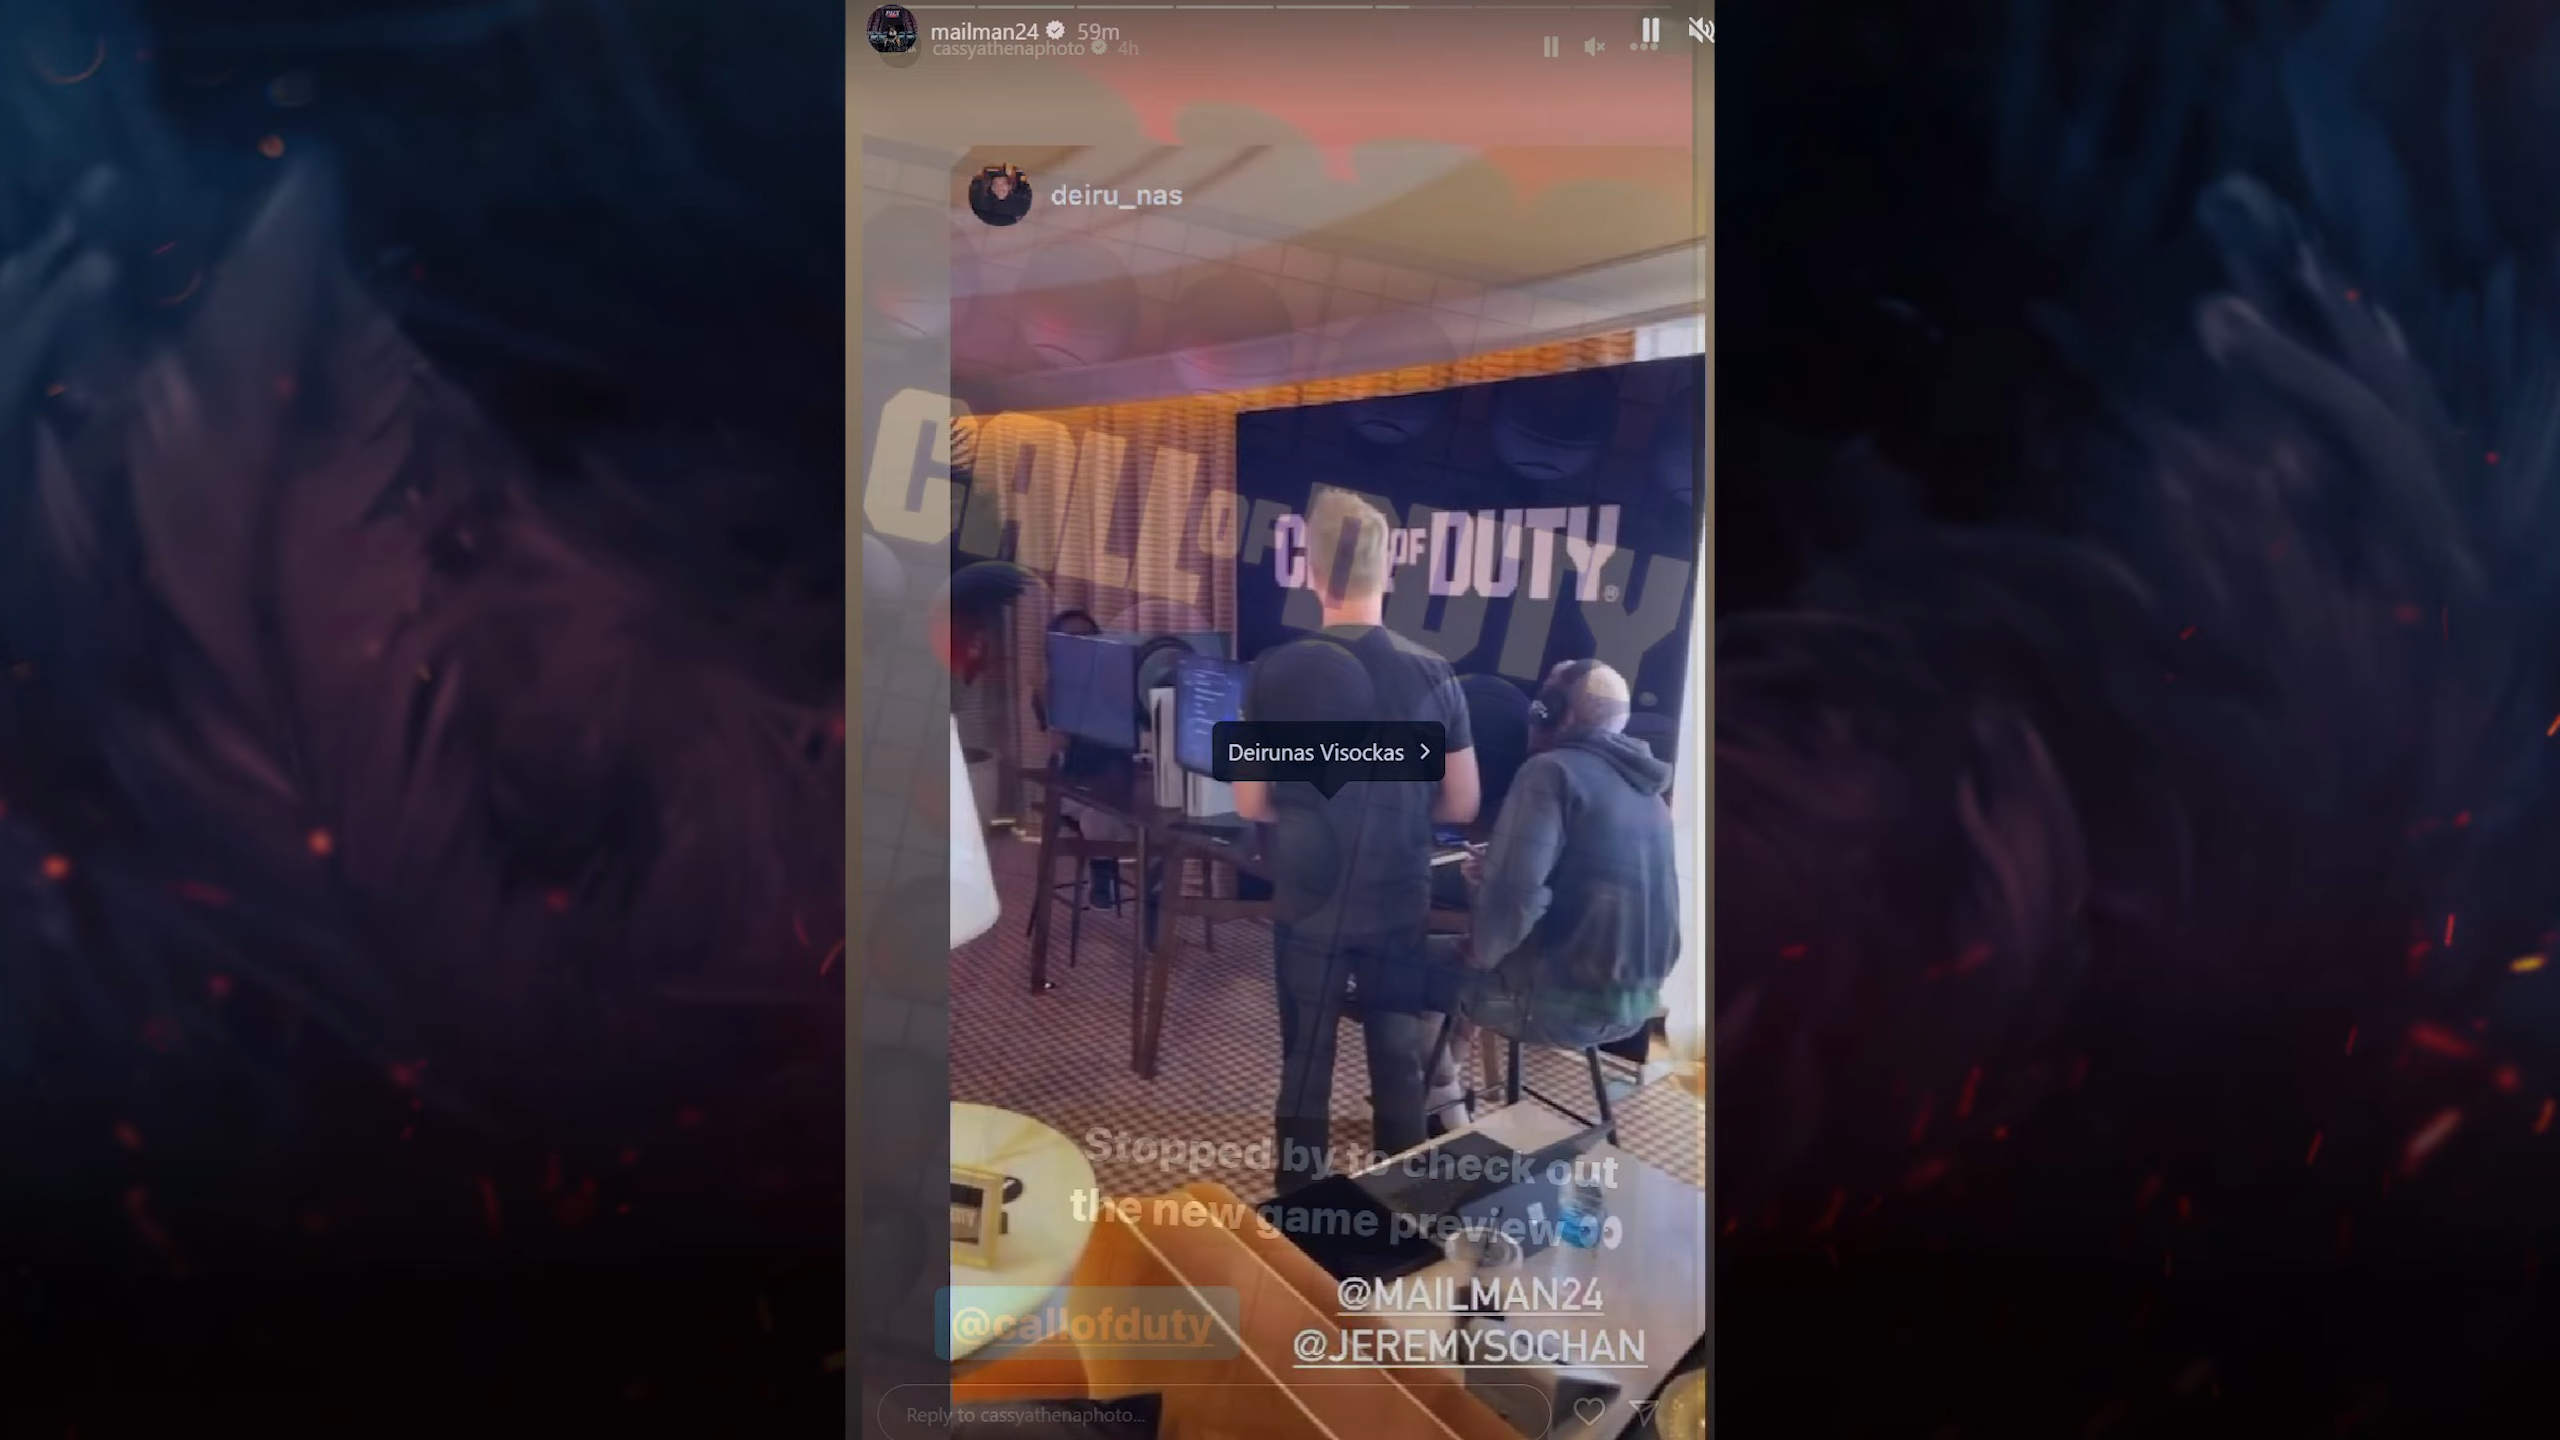 mailman24 59m
cassyathenaphoto 4h
deiru_nas
CALL OF DUTY.
C OF DUTY®
Deirunas Visockas
Stopped by to check out
the new game preview 👀
@MAILMAN24
@JEREMYSOCHAN
@callofduty
Reply to cassyathenaphoto...